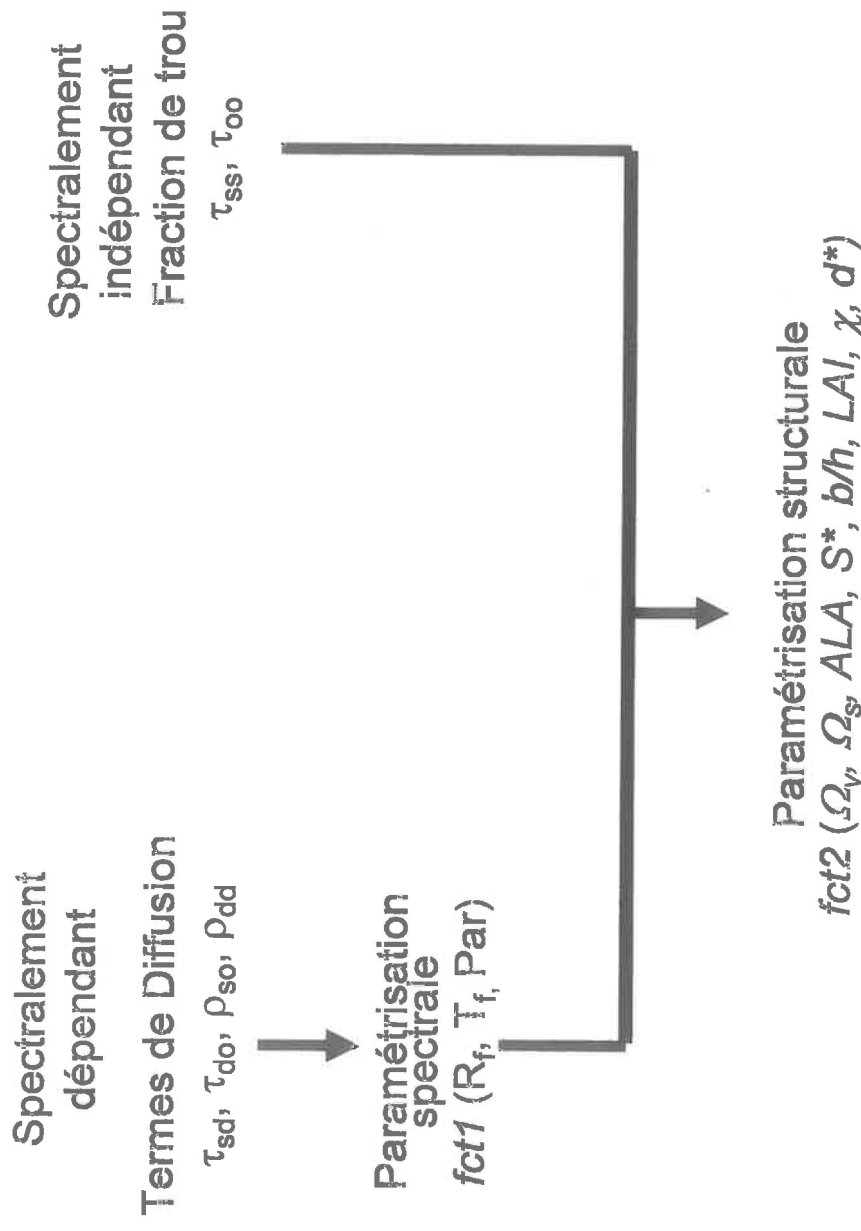 Spectralement
dépendant
Termes de Diffusion
τsd, τdo, ρso, ρdd
Paramétrisation
spectrale
fct1 (Rf, Tf, Par)
Spectralement
indépendant
Fraction de trou
τss, τoo
Paramétrisation structurale
fct2 (Ωv, Ωs, ALA, S*, b/h, LAI, χ, d*)